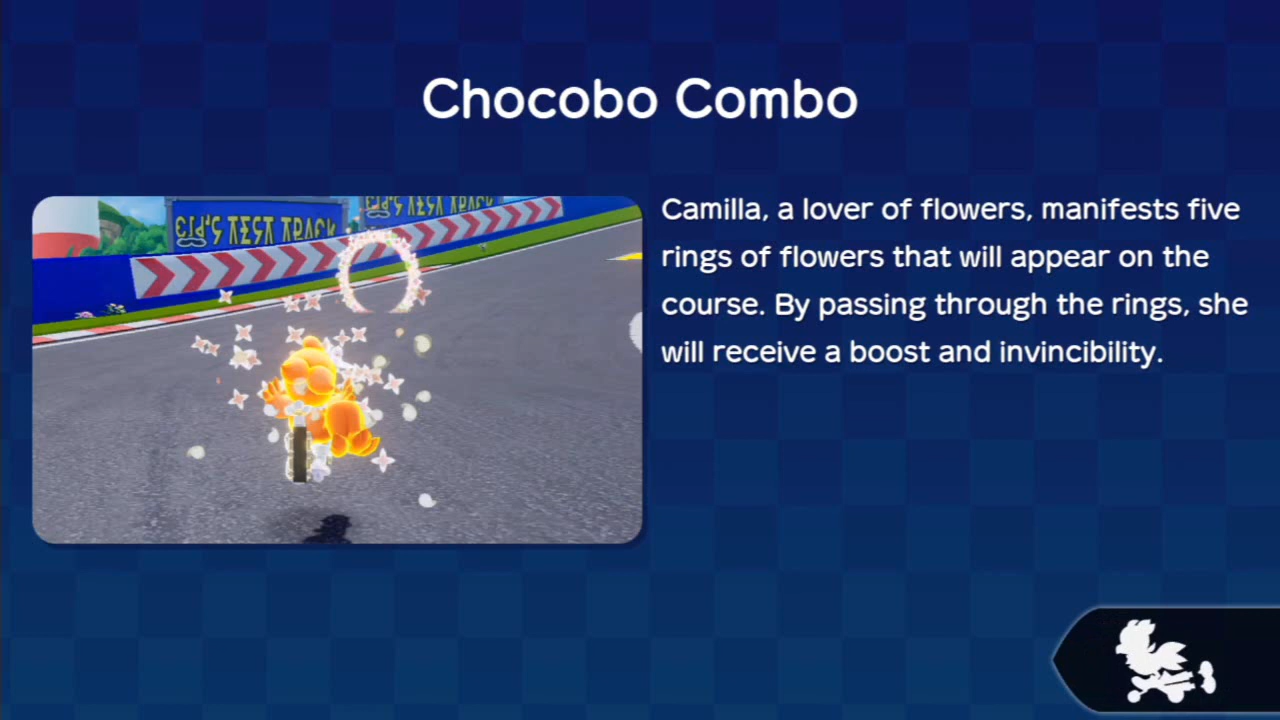 Chocobo Combo
Camilla, a lover of flowers, manifests five
rings of flowers that will appear on the
course. By passing through the rings, she
will receive a boost and invincibility.